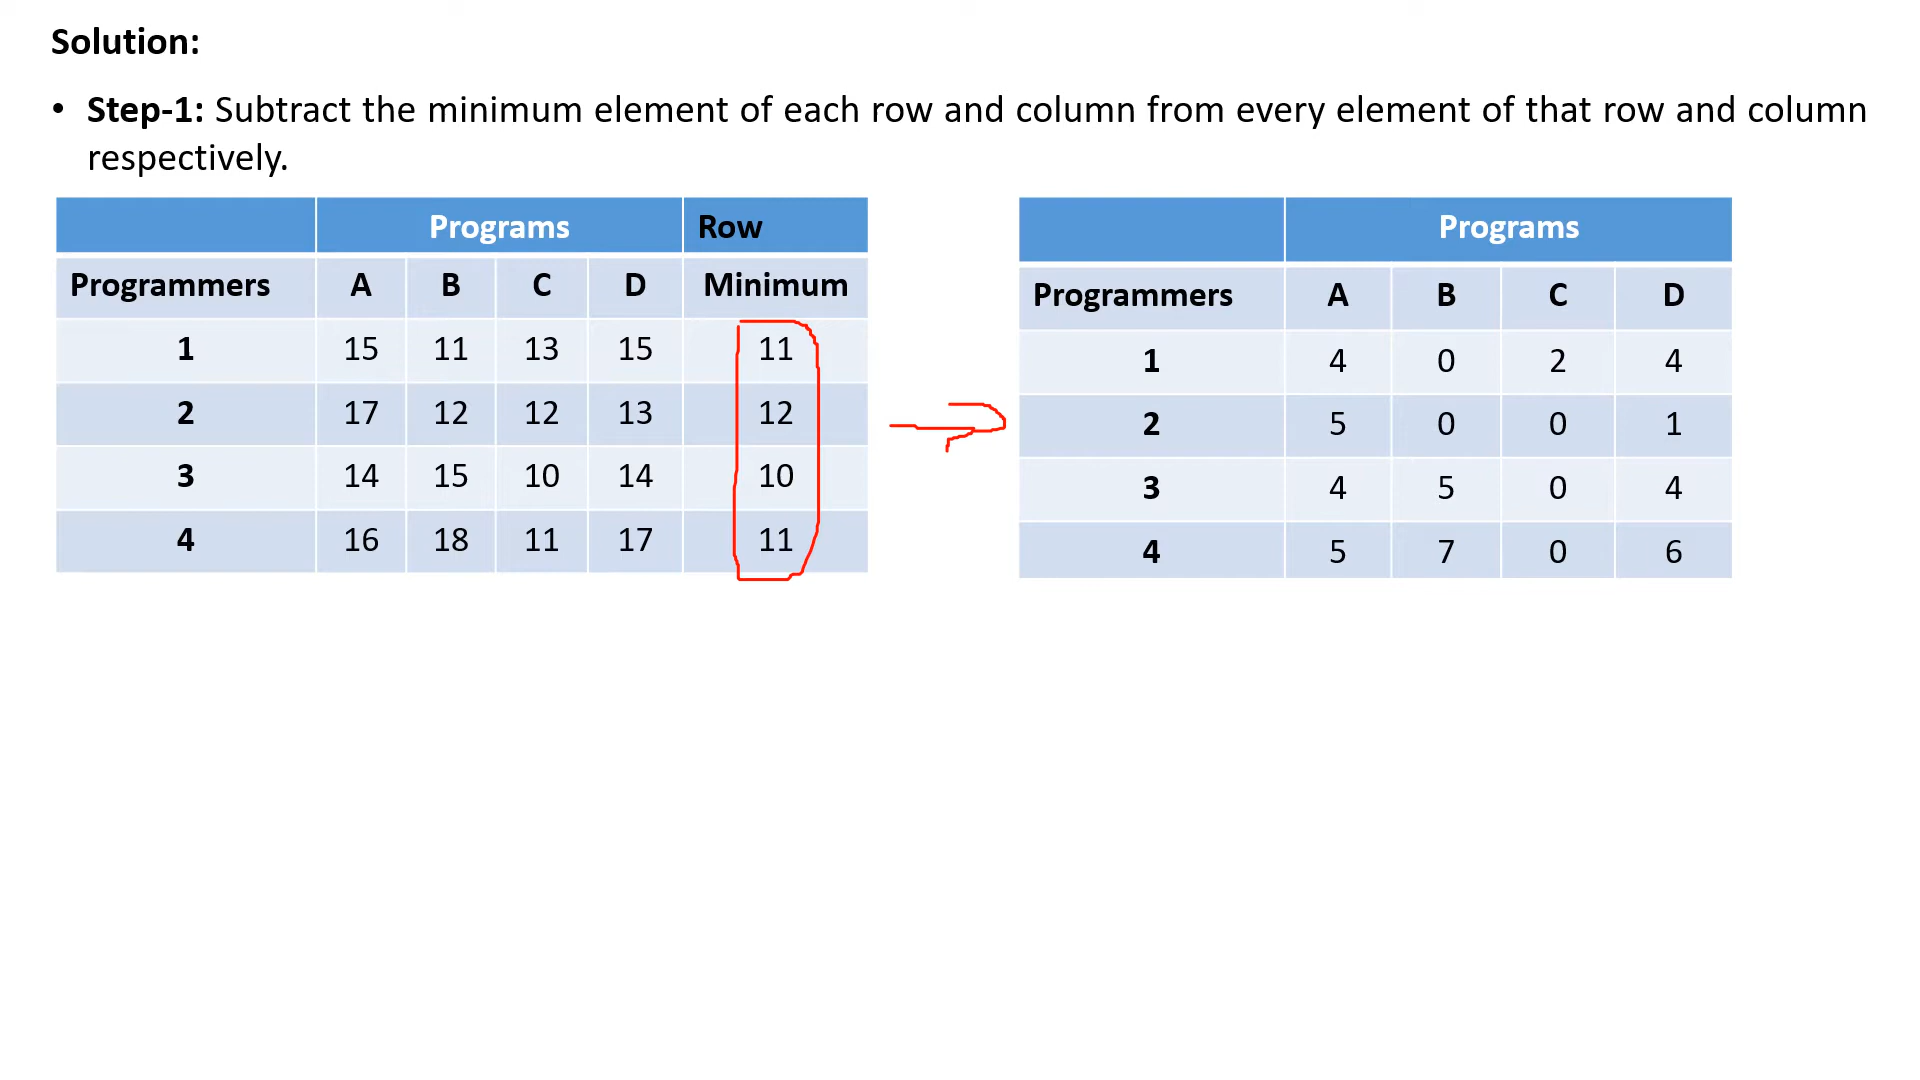 Solution:
• Step-1: Subtract the minimum element of each row and column from every element of that row and column
respectively.
Programs Row
Programmers A B C D Minimum
1 15 11 13 15 11
2 17 12 12 13 12
3 14 15 10 14 10
4 16 18 11 17 11
Programs
Programmers A B C D
1 4 0 2 4
2 5 0 0 1
3 4 5 0 4
4 5 7 0 6